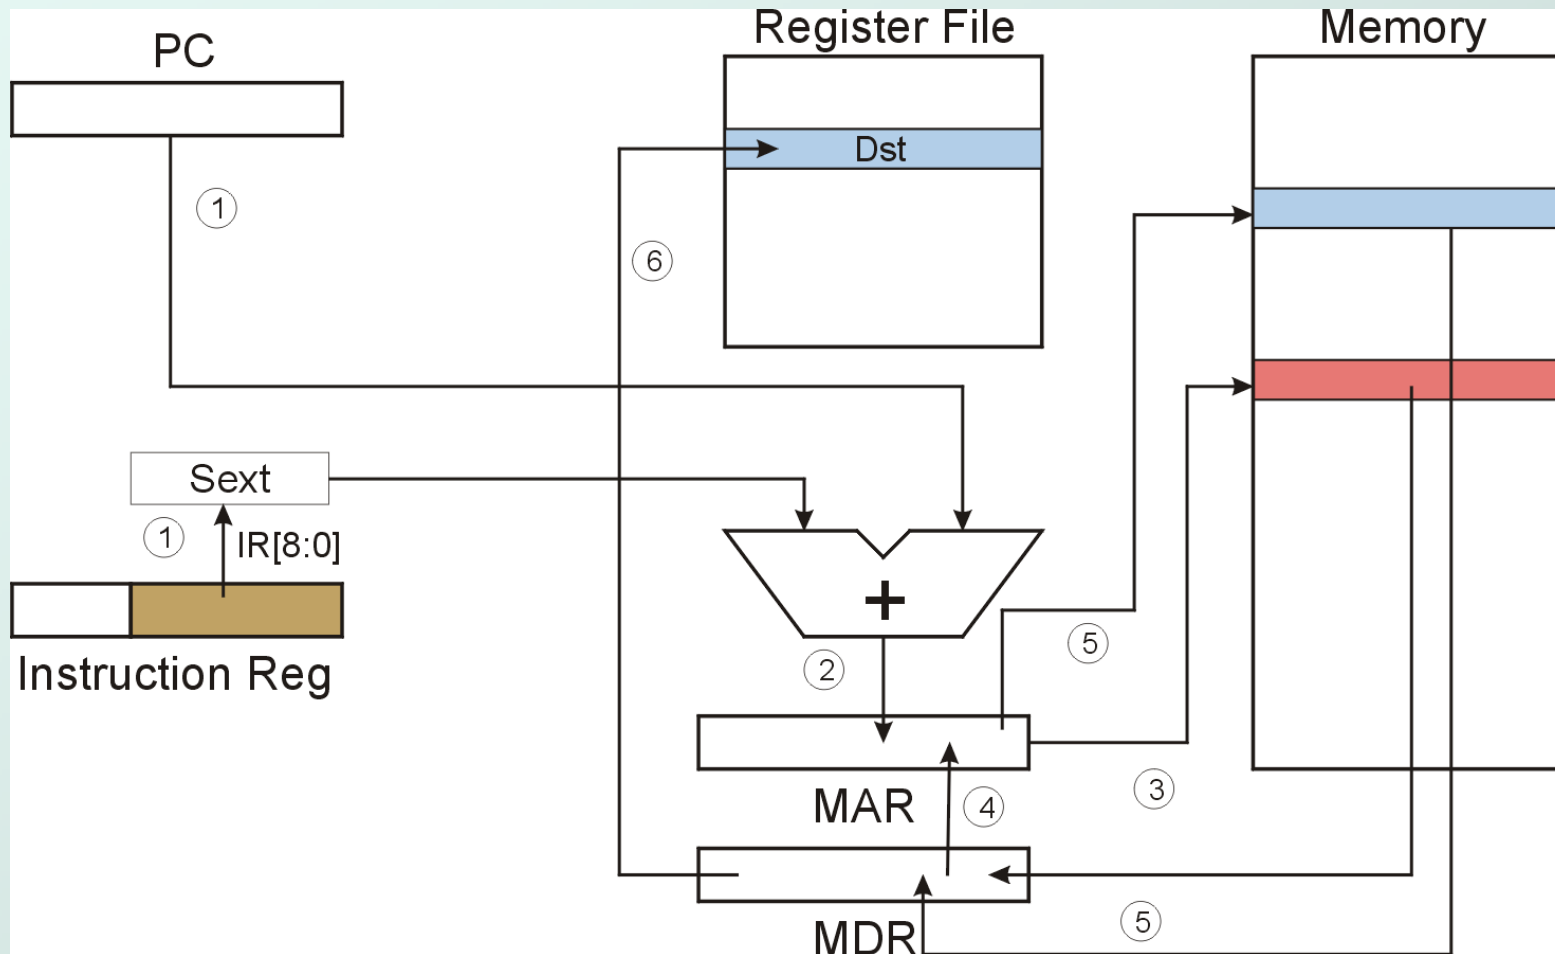 PC
Register File
Memory
Dst
1
6
Sext
1
IR[8:0]
+
Instruction Reg
2
5
3
MAR
4
5
MDR